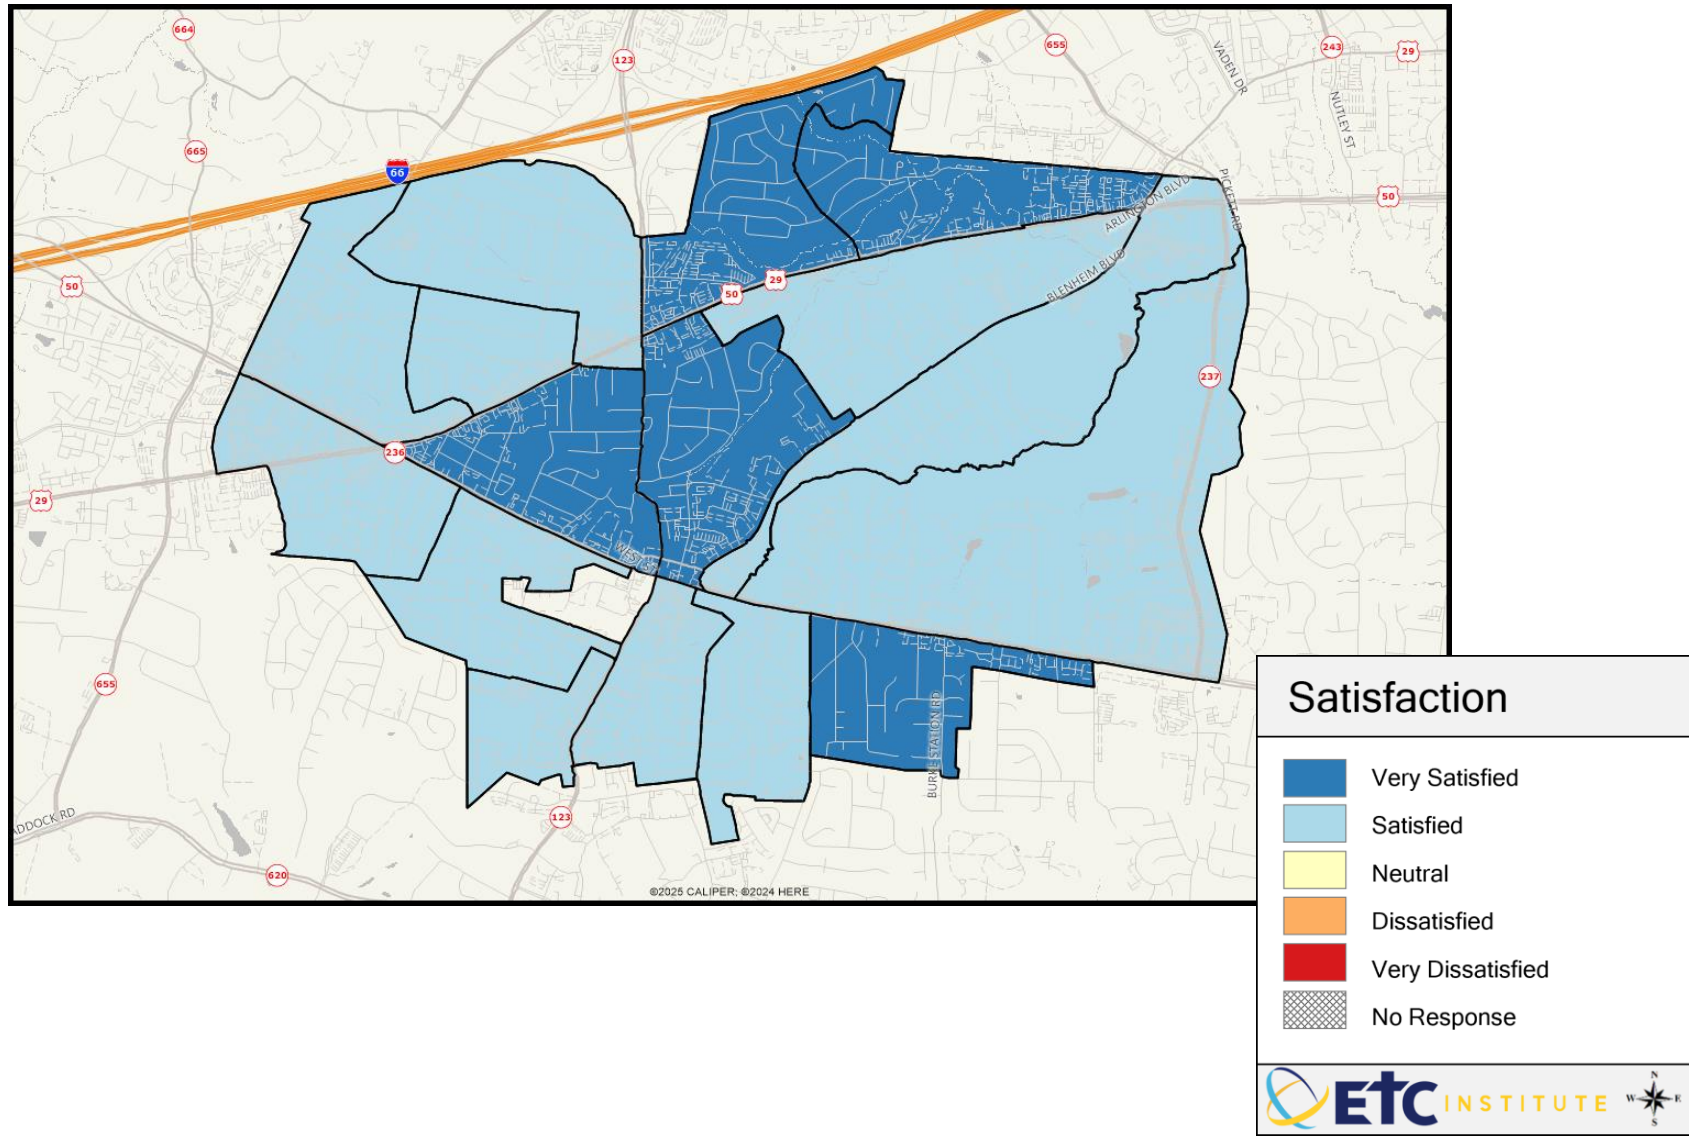 664
123
655
243
29
VADEN DR
NUTLEY ST
665
66
PICKETT RD
50
ARLINGTON BLVD
50
29
50
BLENHEIM BLVD
237
236
29
WEST ST
655
BURKE STATION RD
123
ADDOCK RD
620
©2025 CALIPER; ©2024 HERE
Satisfaction
Very Satisfied
Satisfied
Neutral
Dissatisfied
Very Dissatisfied
No Response
ETC INSTITUTE
N
W E
S